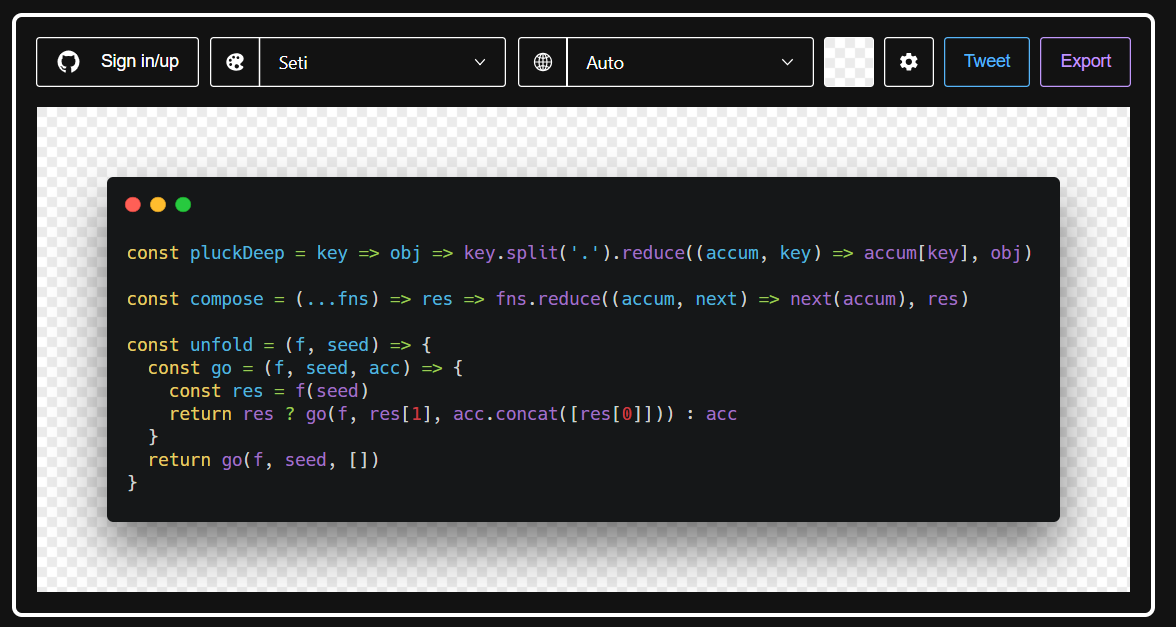 Sign in/up Seti Auto Tweet Export
const pluckDeep = key => obj => key.split('.').reduce((accum, key) => accum[key], obj)
const compose = (...fns) => res => fns.reduce((accum, next) => next(accum), res)
const unfold = (f, seed) => {
  const go = (f, seed, acc) => {
    const res = f(seed)
    return res ? go(f, res[1], acc.concat([res[0]])) : acc
  }
  return go(f, seed, [])
}